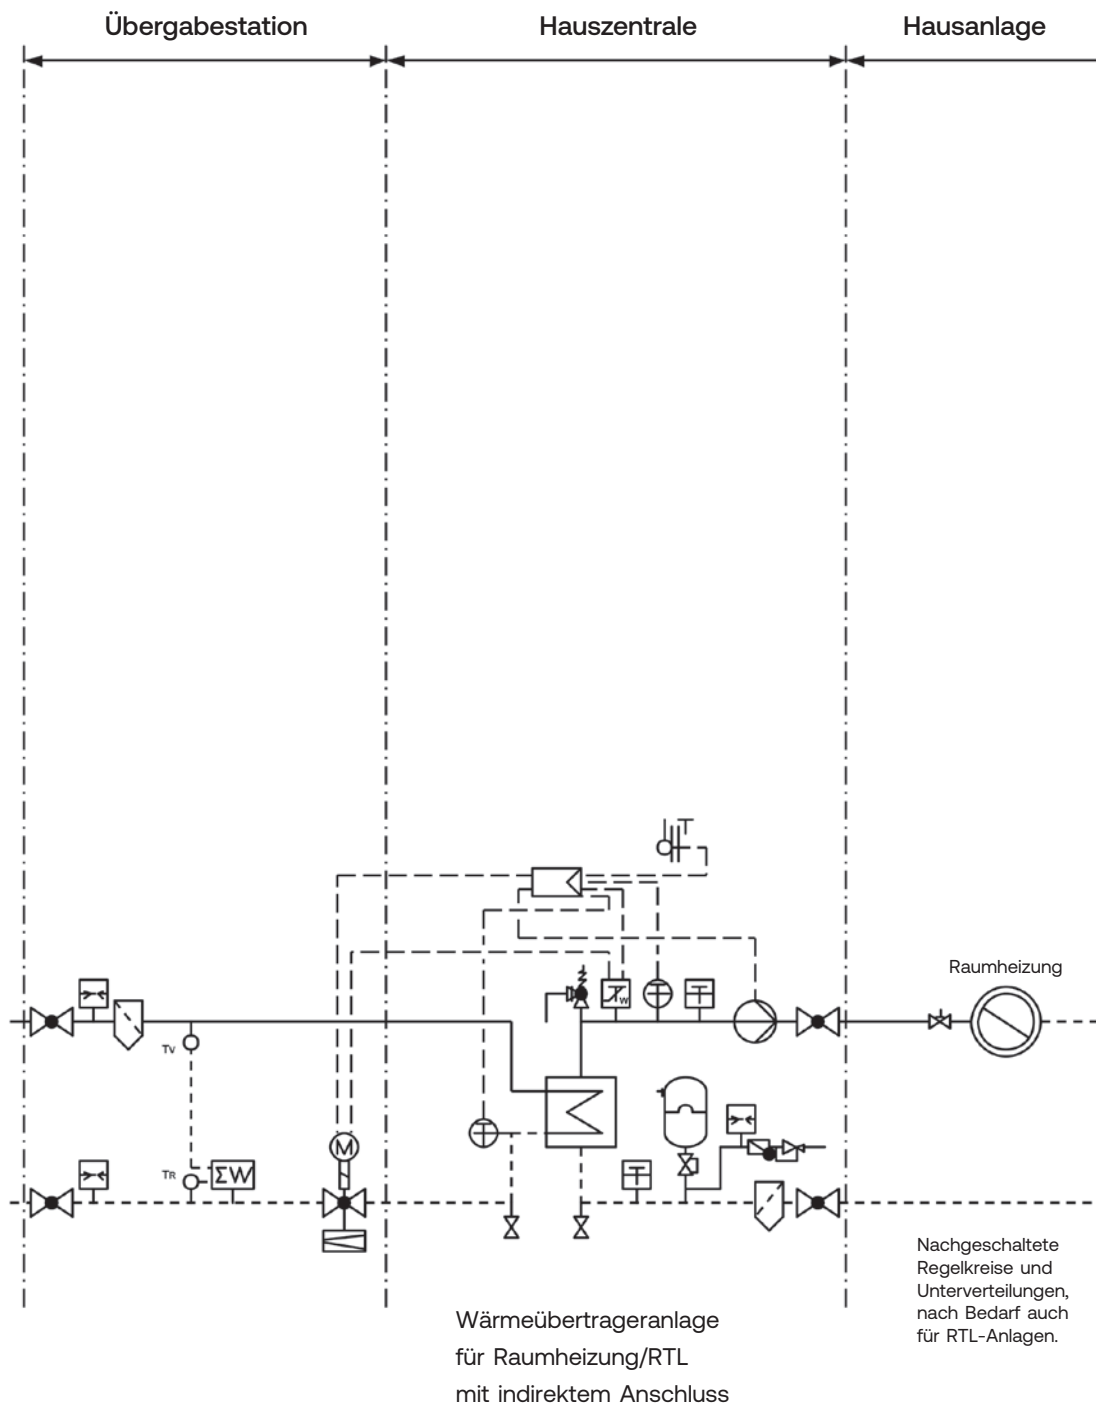 Übergabestation
Hauszentrale
Hausanlage
T
W
T
T
Raumheizung
TV
T
M
TR
ΣW
T
Nachgeschaltete
Regelkreise und
Unterverteilungen,
nach Bedarf auch
für RTL-Anlagen.
Wärmeübertrageranlage
für Raumheizung/RTL
mit indirektem Anschluss